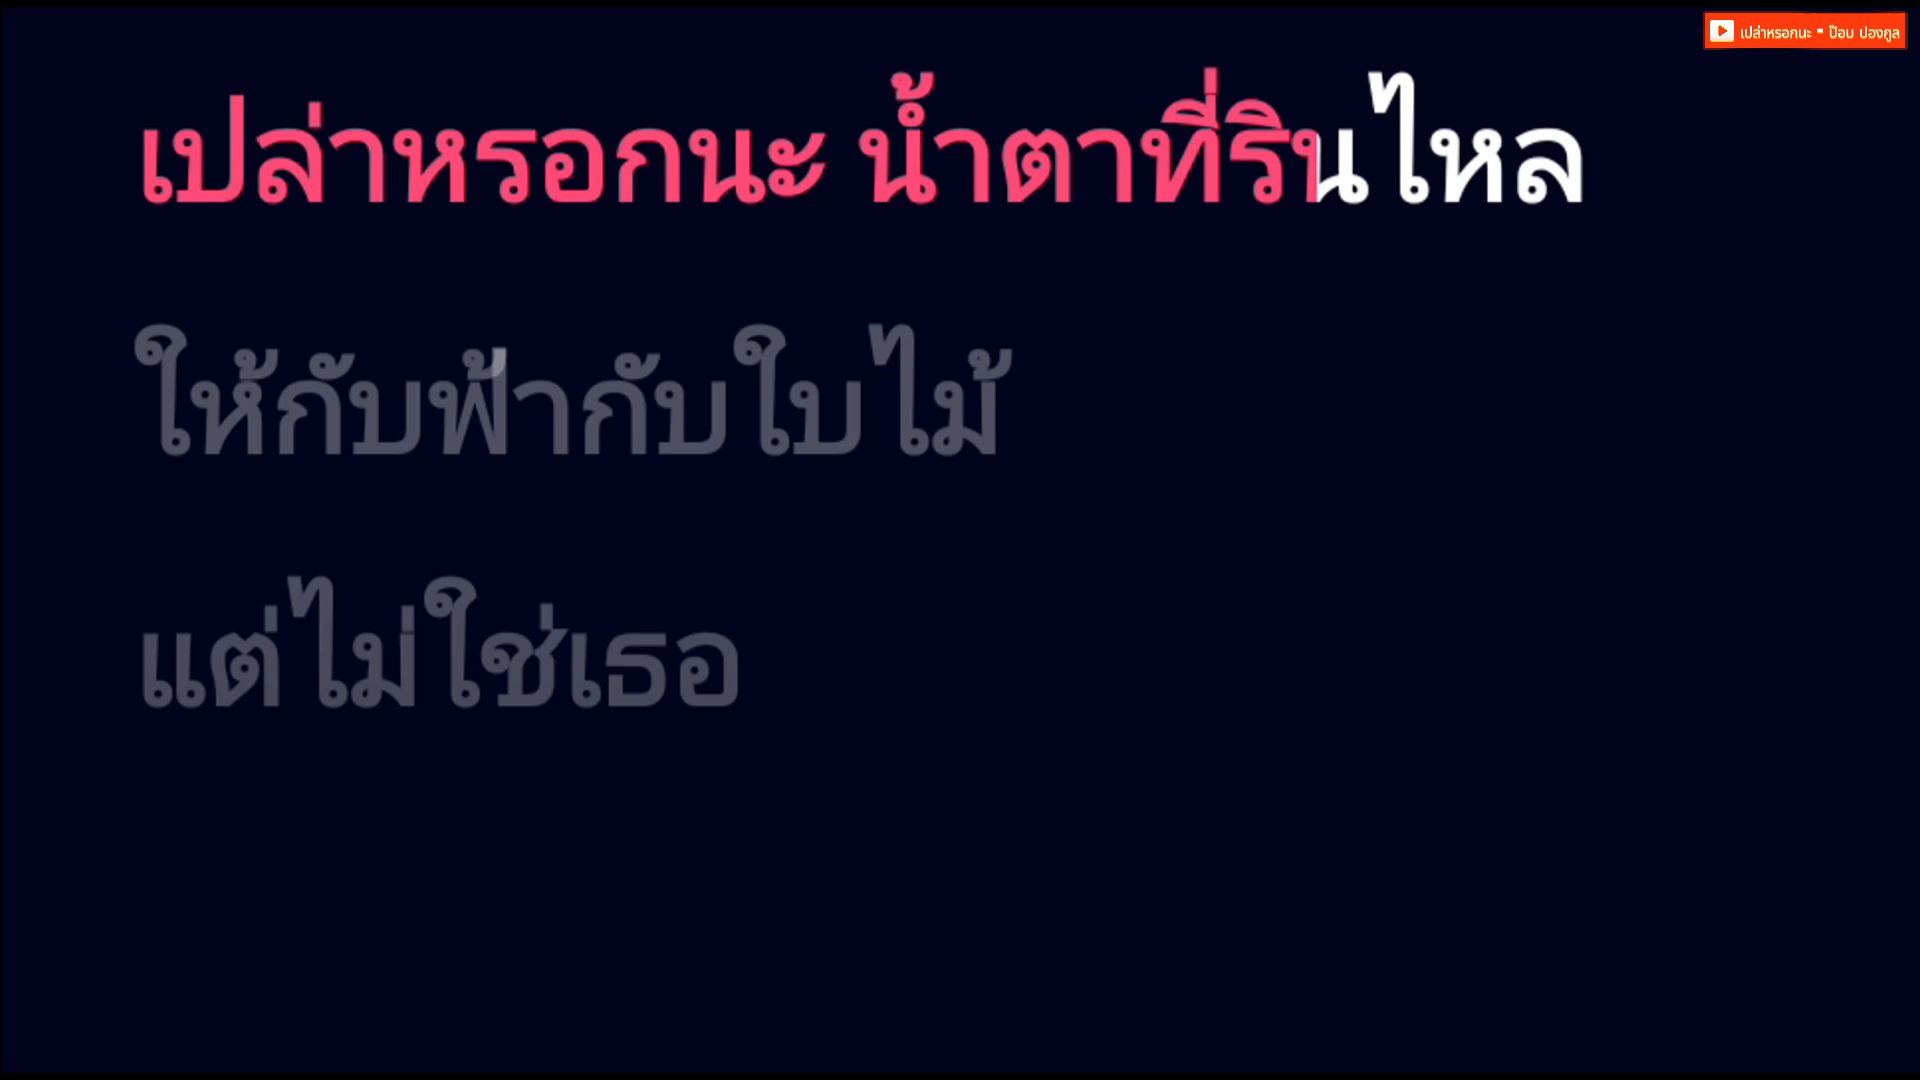 เปล่าหรอกนะ - ป๊อบ ปองกูล
เปล่าหรอกนะ น้ำตาที่รินไหล
ให้กับฟ้ากับใบไม้
แต่ไม่ใช่เธอ